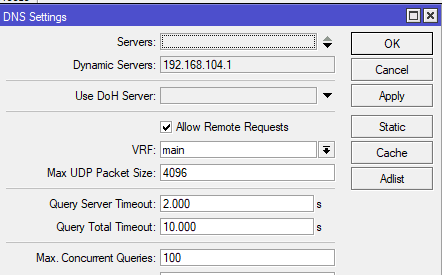 DNS Settings
Servers:
OK
Dynamic Servers: 192.168.104.1
Cancel
Use DoH Server:
Apply
Allow Remote Requests
Static
VRF: main
Cache
Max UDP Packet Size: 4096
Adlist
Query Server Timeout: 2.000 s
Query Total Timeout: 10.000 s
Max. Concurrent Queries: 100